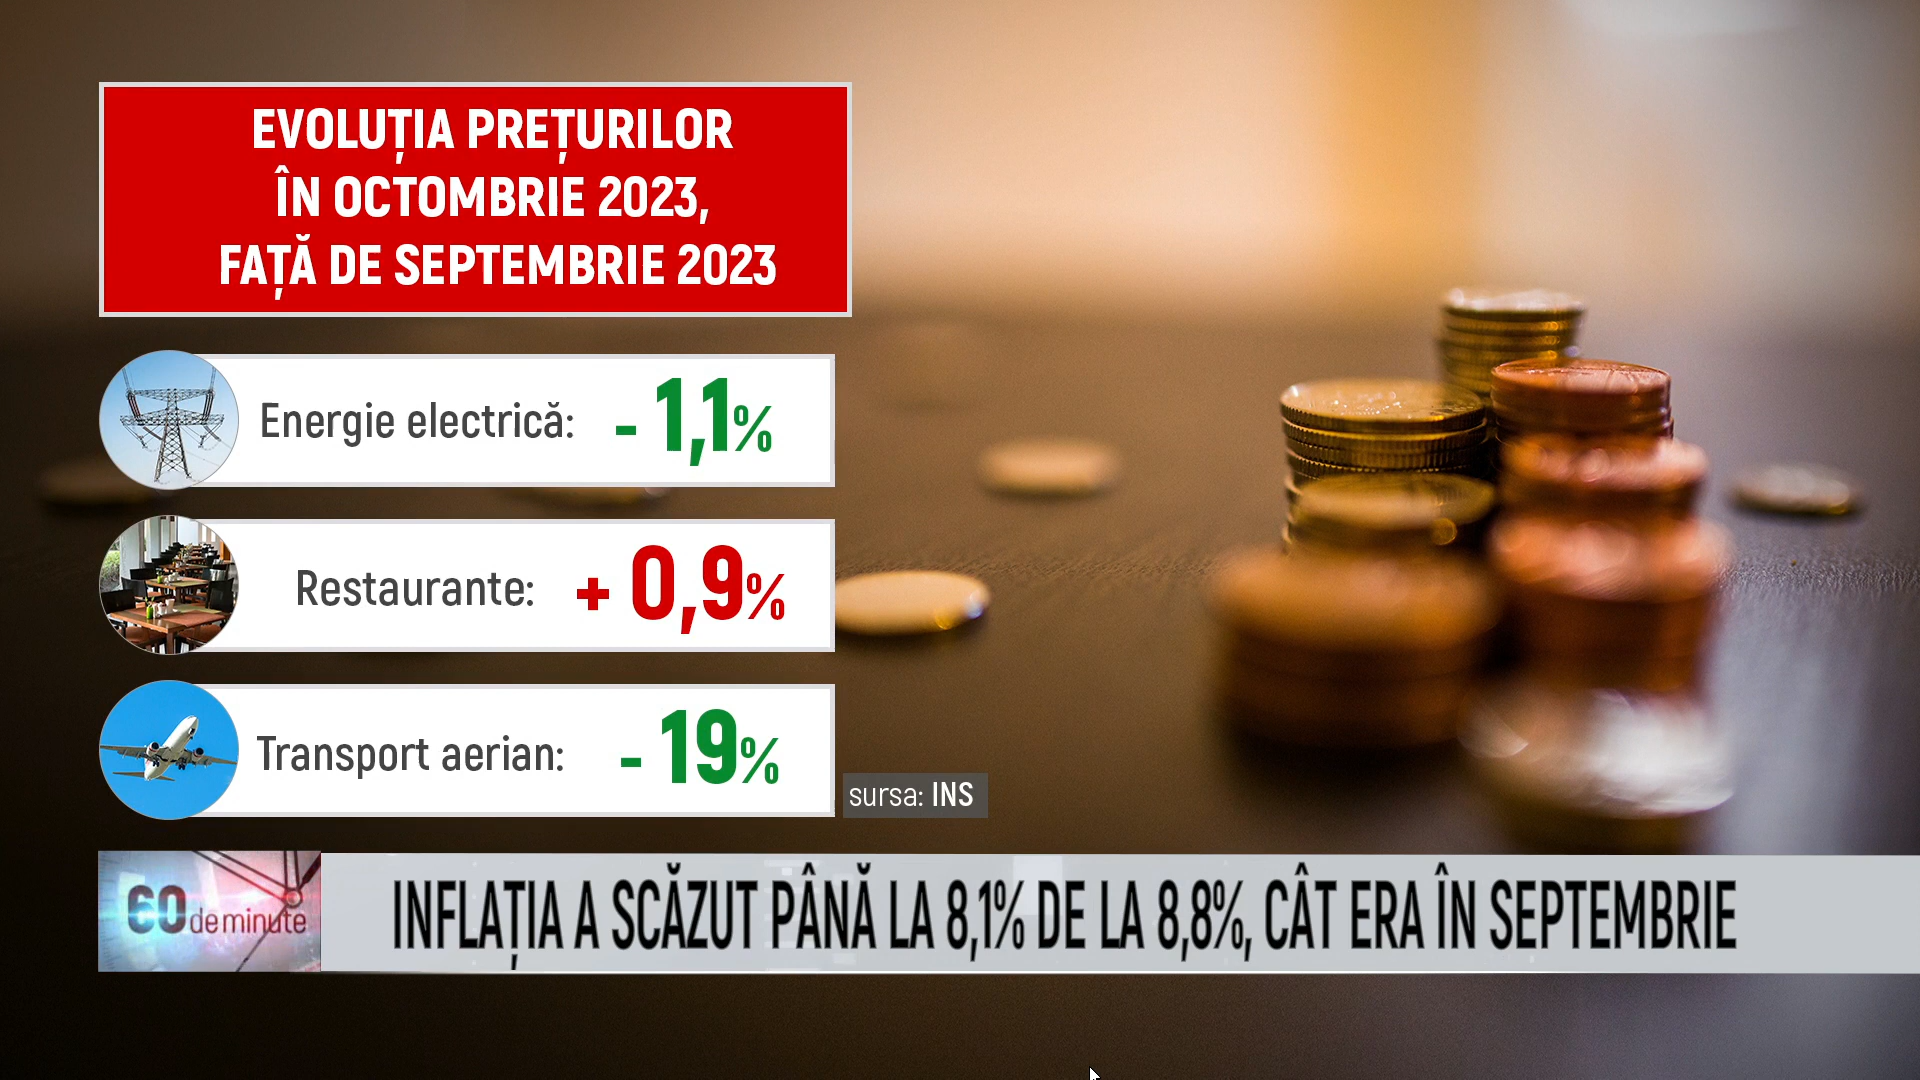 EVOLUȚIA PREȚURILOR
ÎN OCTOMBRIE 2023,
FAȚĂ DE SEPTEMBRIE 2023
Energie electrică: - 1,1%
Restaurante: + 0,9%
Transport aerian: - 19%
sursa: INS
60 de minute
INFLAȚIA A SCĂZUT PÂNĂ LA 8,1% DE LA 8,8%, CÂT ERA ÎN SEPTEMBRIE